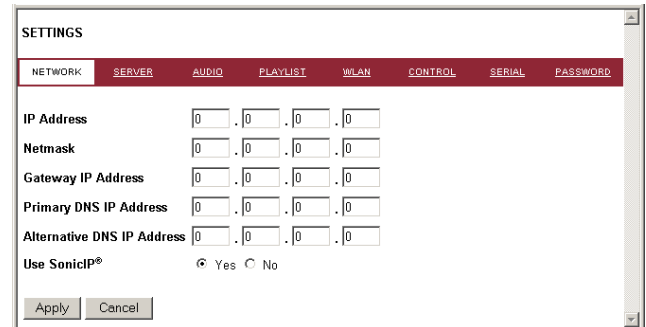 SETTINGS
NETWORK SERVER AUDIO PLAYLIST WLAN CONTROL SERIAL PASSWORD
IP Address 0 . 0 . 0 . 0
Netmask 0 . 0 . 0 . 0
Gateway IP Address 0 . 0 . 0 . 0
Primary DNS IP Address 0 . 0 . 0 . 0
Alternative DNS IP Address 0 . 0 . 0 . 0
Use SonicIP® Yes No
Apply Cancel